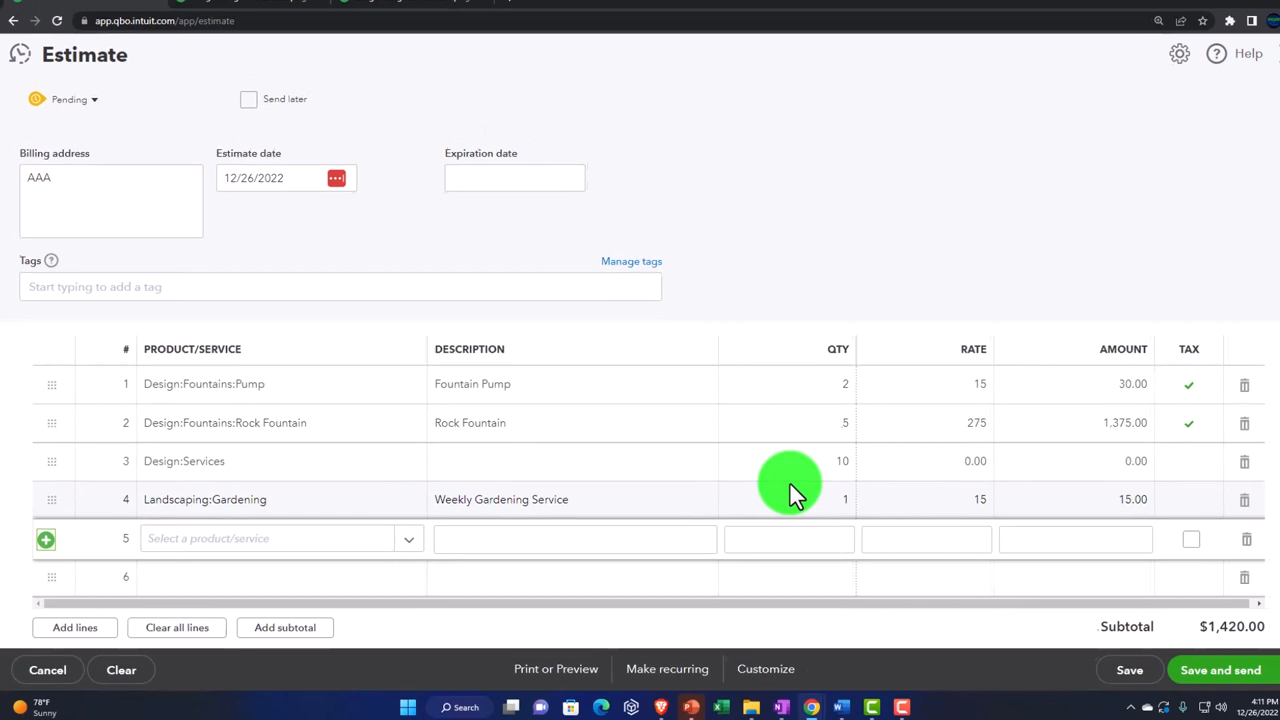 app.qbo.intuit.com/app/estimate
Estimate
Help
Pending
Send later
Billing address
Estimate date
Expiration date
AAA
12/26/2022
Tags
Manage tags
Start typing to add a tag
# PRODUCT/SERVICE DESCRIPTION QTY RATE AMOUNT TAX
1 Design:Fountains:Pump Fountain Pump 2 15 30.00
2 Design:Fountains:Rock Fountain Rock Fountain 5 275 1,375.00
3 Design:Services 10 0.00 0.00
4 Landscaping:Gardening Weekly Gardening Service 1 15 15.00
5 Select a product/service
6
Add lines Clear all lines Add subtotal Subtotal $1,420.00
Cancel Clear Print or Preview Make recurring Customize Save Save and send
78°F
Sunny
Search
4:11 PM
12/26/2022